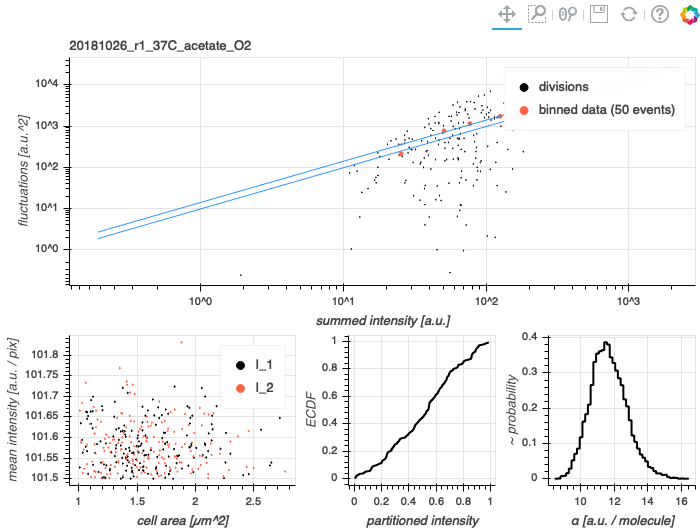 20181026_r1_37C_acetate_O2
fluctuations [a.u.^2]
10^4
10^3
10^2
10^1
10^0
divisions
binned data (50 events)
10^0 10^1 10^2 10^3
summed intensity [a.u.]
mean intensity [a.u. / pix]
101.8
101.75
101.7
101.65
101.6
101.55
101.5
I_1
I_2
1 1.5 2 2.5
cell area [μm^2]
ECDF
1
0.8
0.6
0.4
0.2
0
0 0.2 0.4 0.6 0.8 1
partitioned intensity
~ probability
0.4
0.3
0.2
0.1
0
10 12 14 16
α [a.u. / molecule]